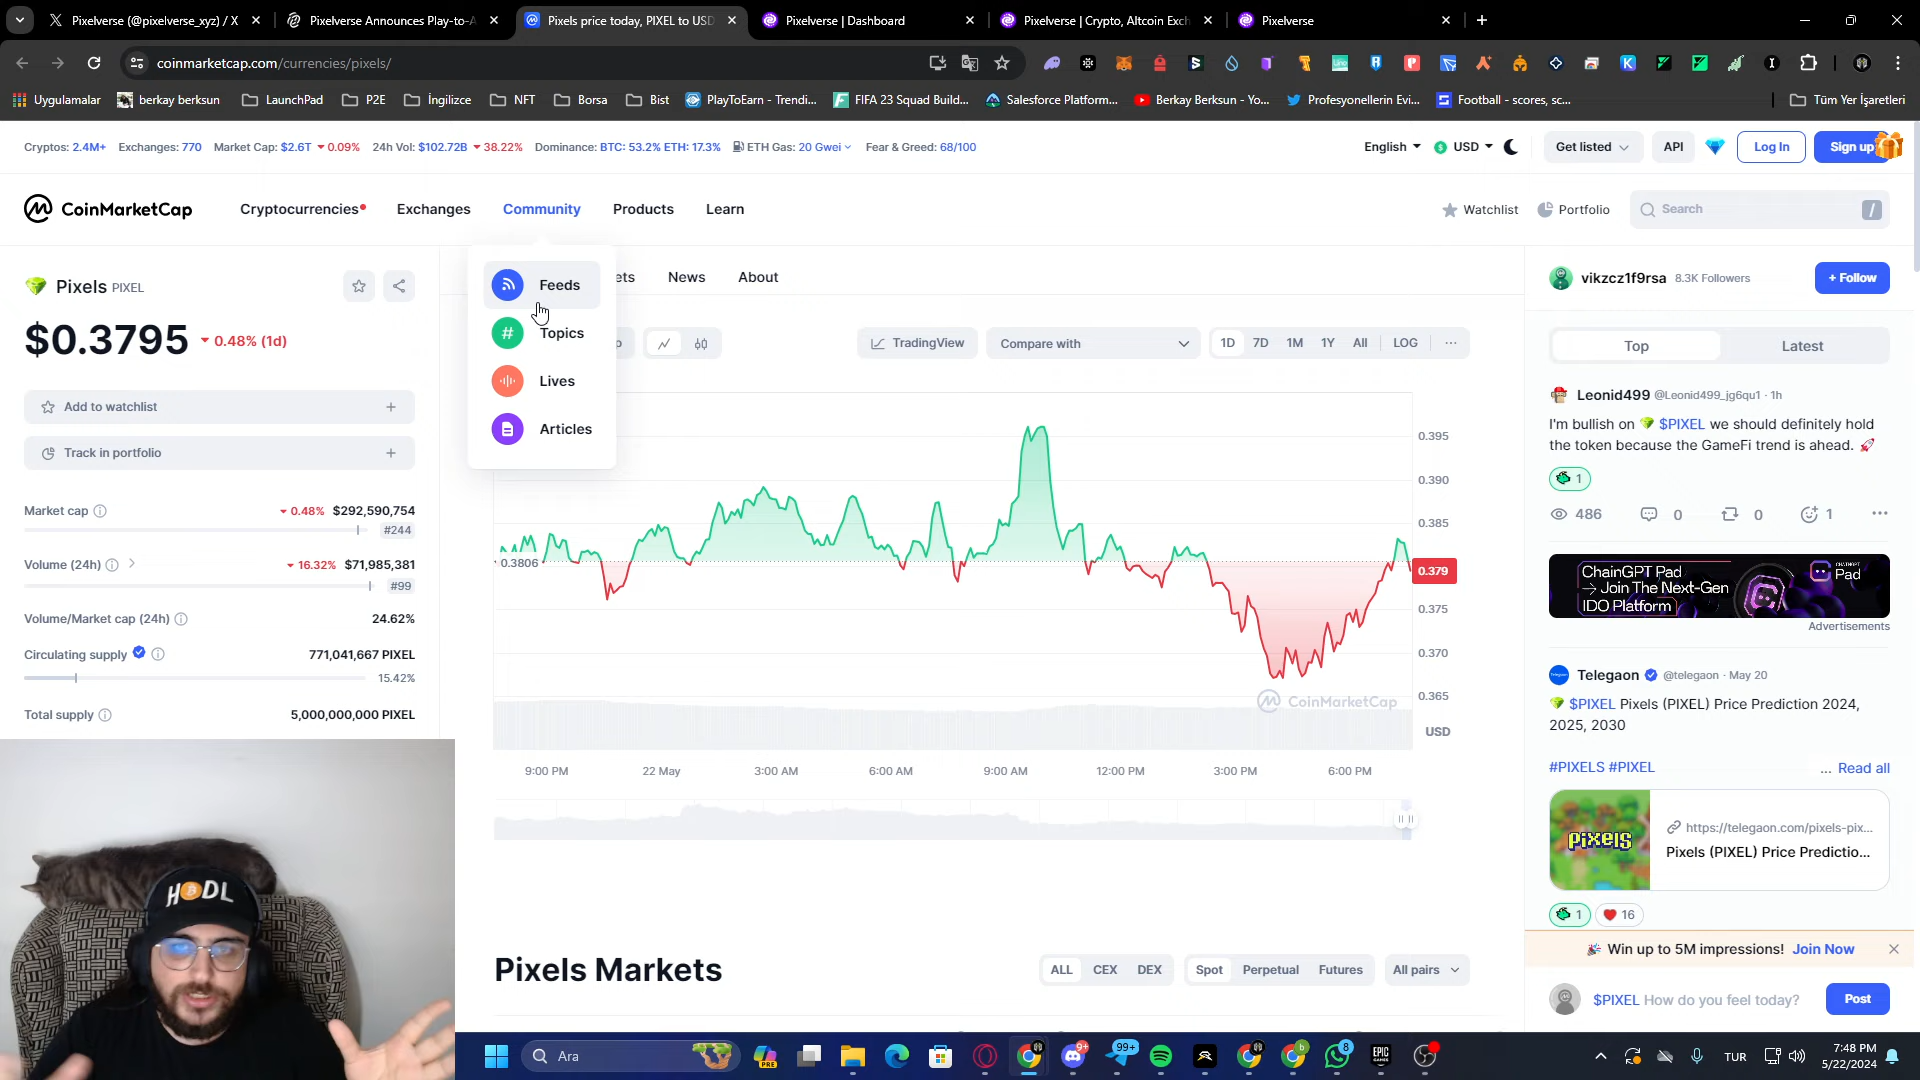 Pixelverse (@pixelverse_xyz) / X
Pixelverse Announces Play-to-A
Pixels price today, PIXEL to USD
Pixelverse | Dashboard
Pixelverse | Crypto, Altcoin Exch
Pixelverse
coinmarketcap.com/currencies/pixels/
Uygulamalar
berkay berksun
LaunchPad
P2E
İngilizce
NFT
Borsa
Bist
PlayToEarn - Trendi...
FIFA 23 Squad Build...
Salesforce Platform...
Berkay Berksun - Yo...
Profesyonellerin Evi...
Football - scores, sc...
Tüm Yer İşaretleri
Cryptos: 2.4M+ Exchanges: 770 Market Cap: $2.6T 0.09% 24h Vol: $102.72B 38.22% Dominance: BTC: 53.2% ETH: 17.3% ETH Gas: 20 Gwei Fear & Greed: 68/100
English
USD
Get listed
API
Log In
Sign up
CoinMarketCap
Cryptocurrencies
Exchanges
Community
Products
Learn
Watchlist
Portfolio
Search
/
Feeds
Topics
Lives
Articles
Pixels PIXEL
$0.3795 0.48% (1d)
Add to watchlist +
Track in portfolio +
Market cap 0.48% $292,590,754
#244
Volume (24h) 16.32% $71,985,381
#99
Volume/Market cap (24h) 24.62%
Circulating supply 771,041,667 PIXEL
15.42%
Total supply 5,000,000,000 PIXEL
ets
News
About
TradingView
Compare with
1D 7D 1M 1Y All LOG ...
0.395
0.390
0.385
0.3806
0.379
0.375
0.370
0.365
CoinMarketCap
USD
9:00 PM
22 May
3:00 AM
6:00 AM
9:00 AM
12:00 PM
3:00 PM
6:00 PM
Pixels Markets
ALL CEX DEX
Spot Perpetual Futures
All pairs
vikzcz1f9rsa 8.3K Followers
+ Follow
Top
Latest
Leonid499 @Leonid499_jg6qu1 · 1h
I'm bullish on $PIXEL we should definitely hold
the token because the GameFi trend is ahead.
1
486 0 0 1
ChainGPT Pad
→ Join The Next-Gen
IDO Platform
CHAINGPT
Pad
Advertisements
Telegaon @telegaon · May 20
$PIXEL Pixels (PIXEL) Price Prediction 2024,
2025, 2030
#PIXELS #PIXEL
... Read all
pixels
https://telegaon.com/pixels-pix...
Pixels (PIXEL) Price Predictio...
1
16
Win up to 5M impressions! Join Now
$PIXEL How do you feel today?
Post
HODL
Ara
PRE
9+
99+
8
EPIC
GAMES
TUR
7:48 PM
5/22/2024